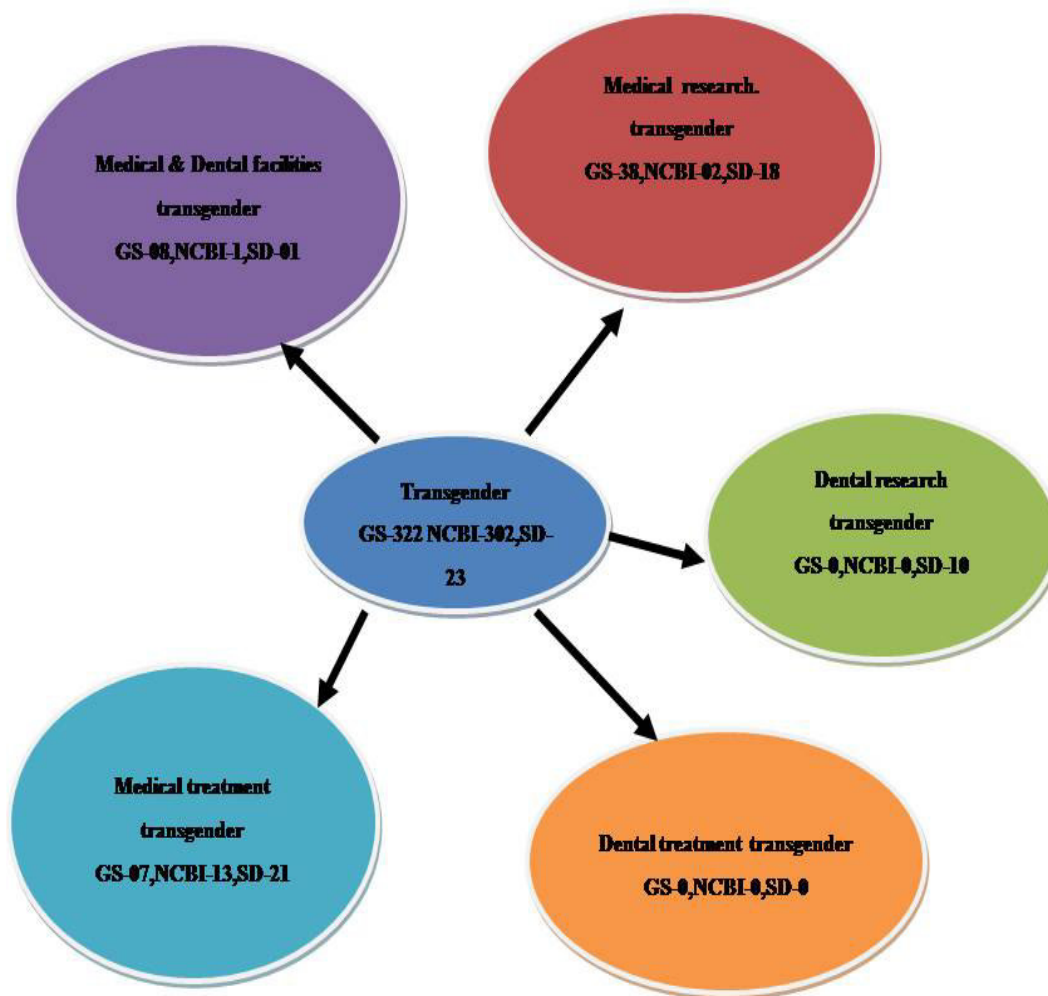 Medical research.
transgender
GS-38,NCBI-02,SD-18
Medical & Dental facilities
transgender
GS-08,NCBI-1,SD-01
Transgender
GS-322 NCBI-302,SD-
23
Dental research
transgender
GS-0,NCBI-0,SD-10
Medical treatment
transgender
GS-07,NCBI-13,SD-21
Dental treatment transgender
GS-0,NCBI-0,SD-0